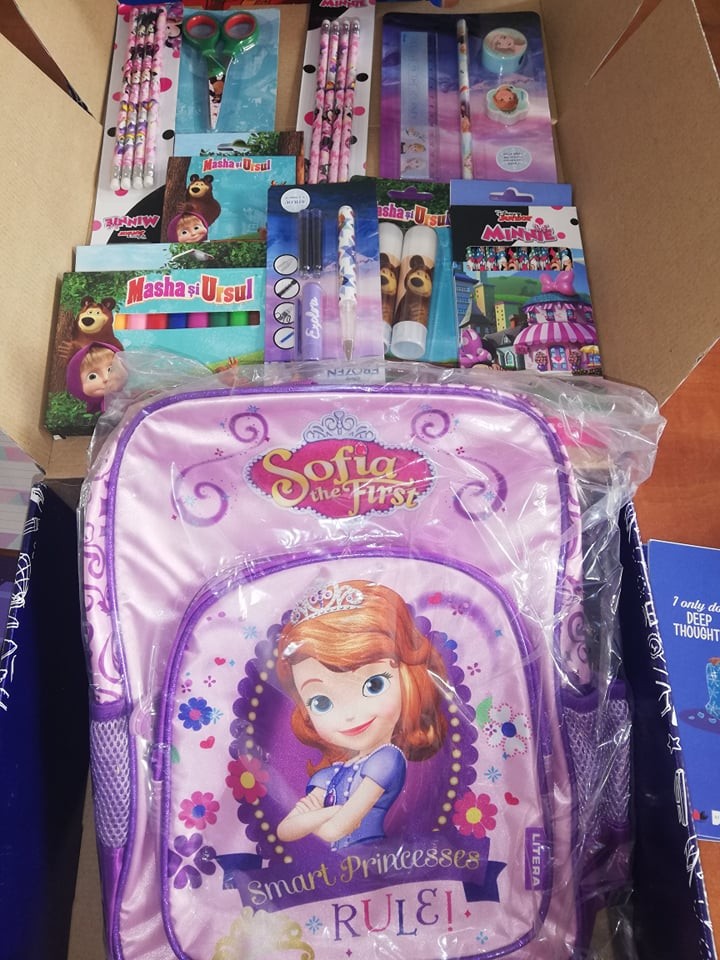 MINNIE
MINNIE
Masha și Ursul
Masha și Ursul
Masha și Ursul
Explore
Junior
MINNIE
FROZEN
Sofia
the First
Smart Princesses
RULE!
LITERA
I only do
DEEP
THOUGHT